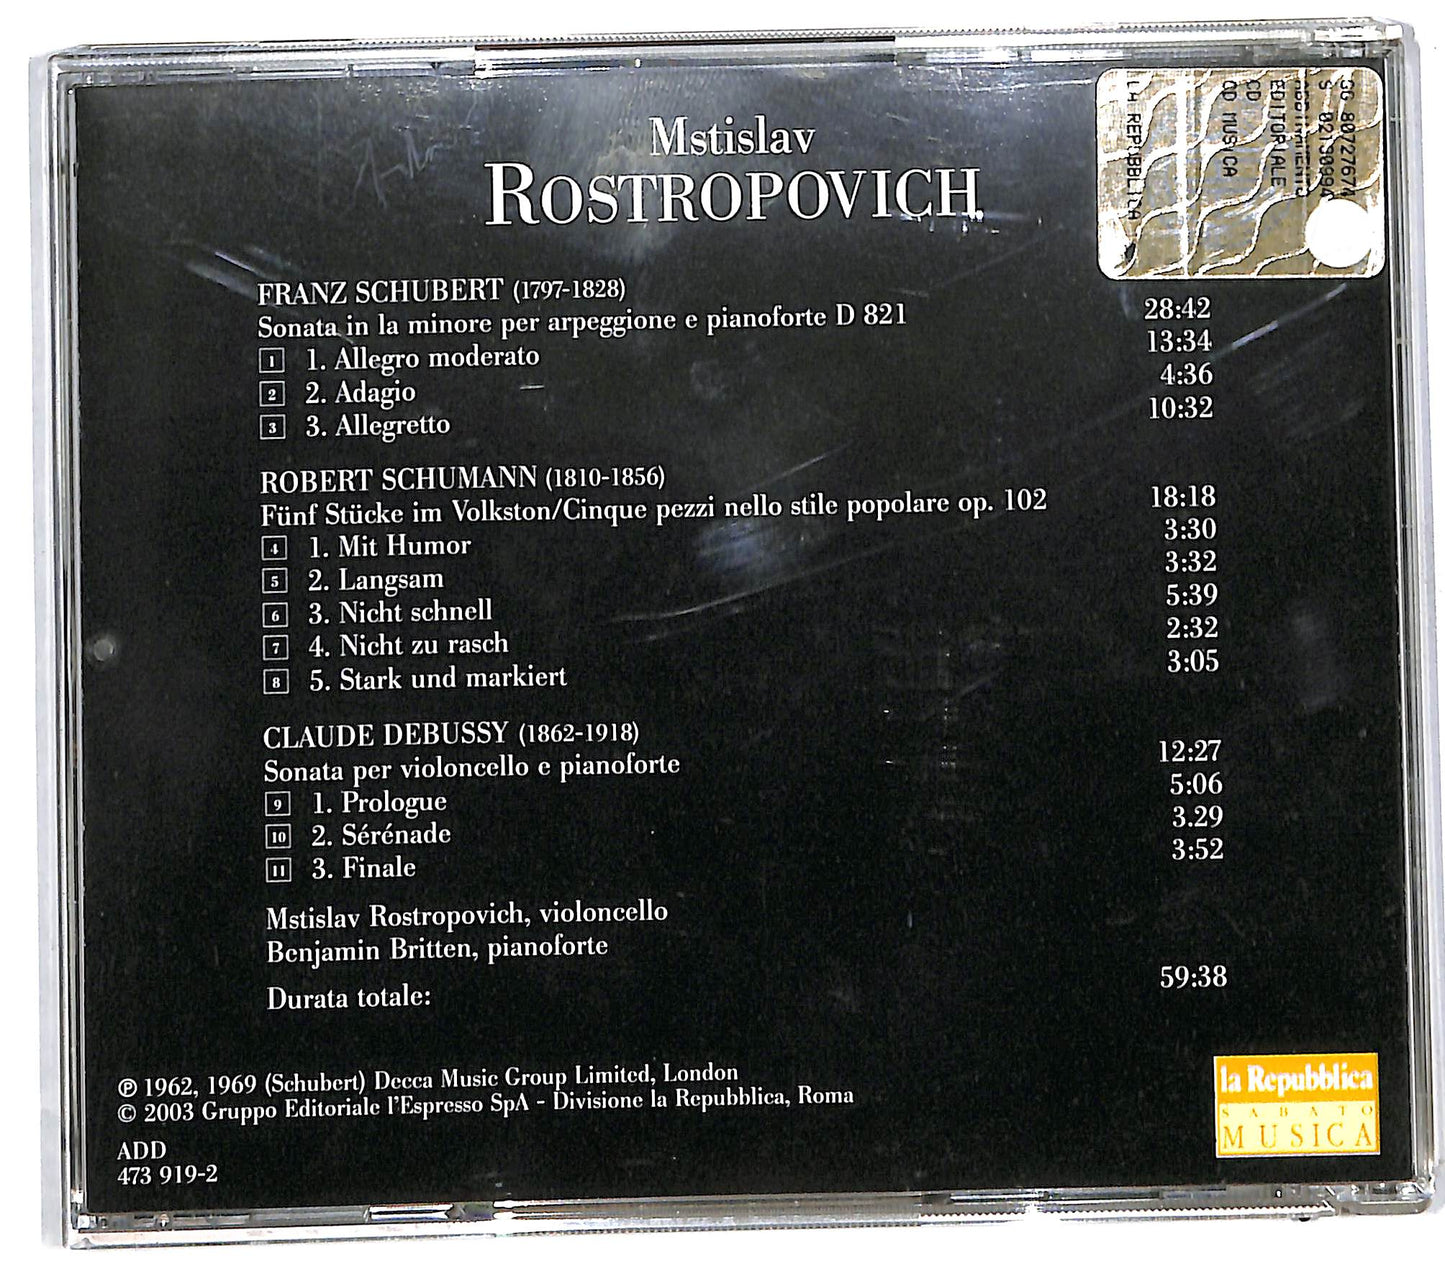 Mstislav
ROSTROPOVICH
LA REPUBBLICA
CD MUSICA
CD
EDITORIALE
FRANZ SCHUBERT (1797-1828)
Sonata in la minore per arpeggione e pianoforte D 821 28:42
1 1. Allegro moderato 13:34
2 2. Adagio 4:36
3 3. Allegretto 10:32
ROBERT SCHUMANN (1810-1856)
Fünf Stücke im Volkston/Cinque pezzi nello stile popolare op. 102 18:18
4 1. Mit Humor 3:30
5 2. Langsam 3:32
6 3. Nicht schnell 5:39
7 4. Nicht zu rasch 2:32
8 5. Stark und markiert 3:05
CLAUDE DEBUSSY (1862-1918)
Sonata per violoncello e pianoforte 12:27
9 1. Prologue 5:06
10 2. Sérénade 3.29
11 3. Finale 3:52
Mstislav Rostropovich, violoncello
Benjamin Britten, pianoforte
Durata totale: 59:38
℗ 1962, 1969 (Schubert) Decca Music Group Limited, London
© 2003 Gruppo Editoriale l'Espresso SpA - Divisione la Repubblica, Roma
ADD
473 919-2
la Repubblica
SABATO
MUSICA